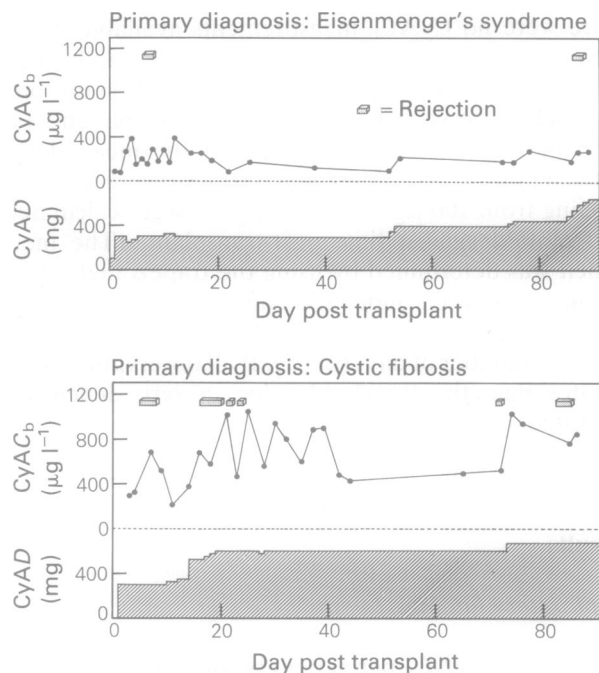 Primary diagnosis: Eisenmenger's syndrome
1200
800
400
0
CyACb
(µg l−1)
= Rejection
400
0
CyAD
(mg)
0 20 40 60 80
Day post transplant
Primary diagnosis: Cystic fibrosis
1200
800
400
0
CyACb
(µg l−1)
400
0
CyAD
(mg)
0 20 40 60 80
Day post transplant